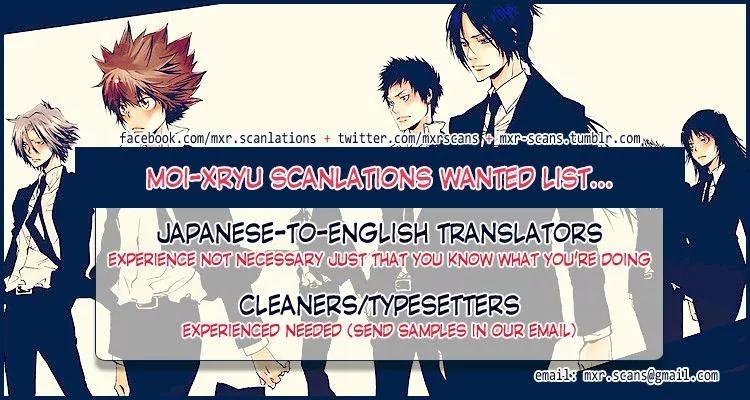 facebook.com/mxr.scanlations + twitter.com/mxrscans + mxr-scans.tumblr.com
MOI-XRYU SCANLATIONS WANTED LIST...
JAPANESE-TO-ENGLISH TRANSLATORS
EXPERIENCE NOT NECESSARY JUST THAT YOU KNOW WHAT YOU'RE DOING
CLEANERS/TYPESETTERS
EXPERIENCED NEEDED (SEND SAMPLES IN OUR EMAIL)
email: mxr.scans@gmail.com